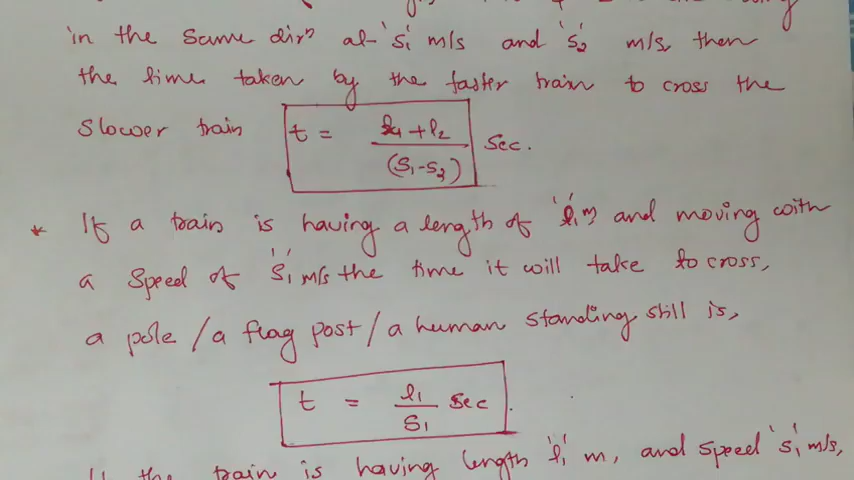 in the same dirⁿ at 's₁' m/s and 's₂' m/s, then
the time taken by the faster train to cross the
slower train t = (l₁ + l₂) / (S₁ - S₂) sec.
* If a train is having a length of 'l₁'m and moving with
a speed of 'S₁' m/s the time it will take to cross,
a pole / a flag post / a human standing still is,
t = l₁ / S₁ sec.
the train is having length 'l₁' m, and speed 's₁' m/s,